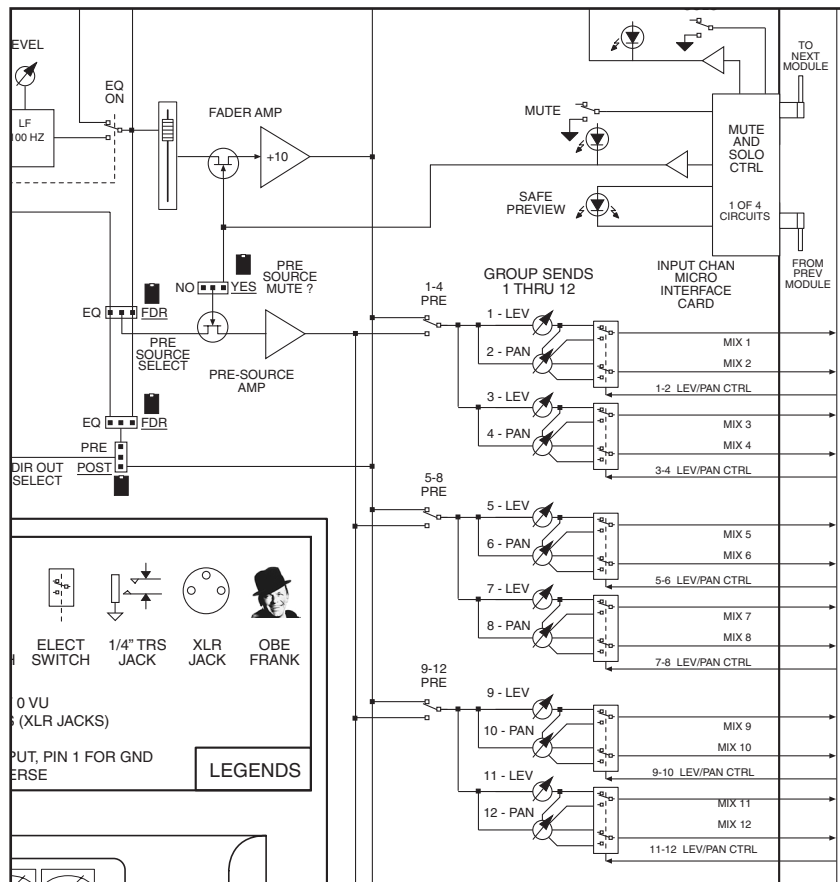 EVEL
LF
100 HZ
EQ
ON
FADER AMP
+10
MUTE
SAFE
PREVIEW
MUTE
AND
SOLO
CTRL
1 OF 4
CIRCUITS
TO
NEXT
MODULE
FROM
PREV
MODULE
INPUT CHAN
MICRO
INTERFACE
CARD
NO
YES
PRE
SOURCE
MUTE ?
EQ
FDR
PRE
SOURCE
SELECT
PRE-SOURCE
AMP
EQ
FDR
PRE
POST
DIR OUT
SELECT
GROUP SENDS
1 THRU 12
1-4
PRE
1 - LEV
2 - PAN
MIX 1
MIX 2
1-2 LEV/PAN CTRL
3 - LEV
4 - PAN
MIX 3
MIX 4
3-4 LEV/PAN CTRL
5-8
PRE
5 - LEV
6 - PAN
MIX 5
MIX 6
5-6 LEV/PAN CTRL
7 - LEV
8 - PAN
MIX 7
MIX 8
7-8 LEV/PAN CTRL
9-12
PRE
9 - LEV
10 - PAN
MIX 9
MIX 10
9-10 LEV/PAN CTRL
11 - LEV
12 - PAN
MIX 11
MIX 12
11-12 LEV/PAN CTRL
ELECT
SWITCH
1/4" TRS
JACK
XLR
JACK
OBE
FRANK
0 VU
(XLR JACKS)
PUT, PIN 1 FOR GND
ERSE
LEGENDS